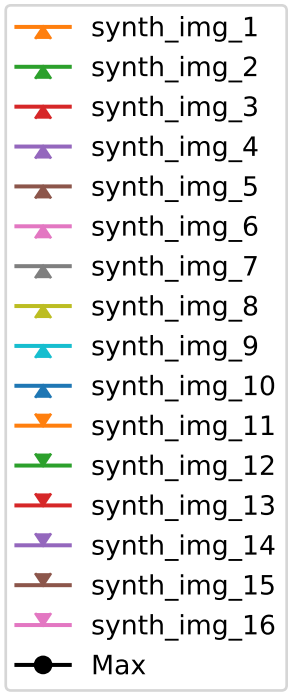 synth_img_1
synth_img_2
synth_img_3
synth_img_4
synth_img_5
synth_img_6
synth_img_7
synth_img_8
synth_img_9
synth_img_10
synth_img_11
synth_img_12
synth_img_13
synth_img_14
synth_img_15
synth_img_16
Max